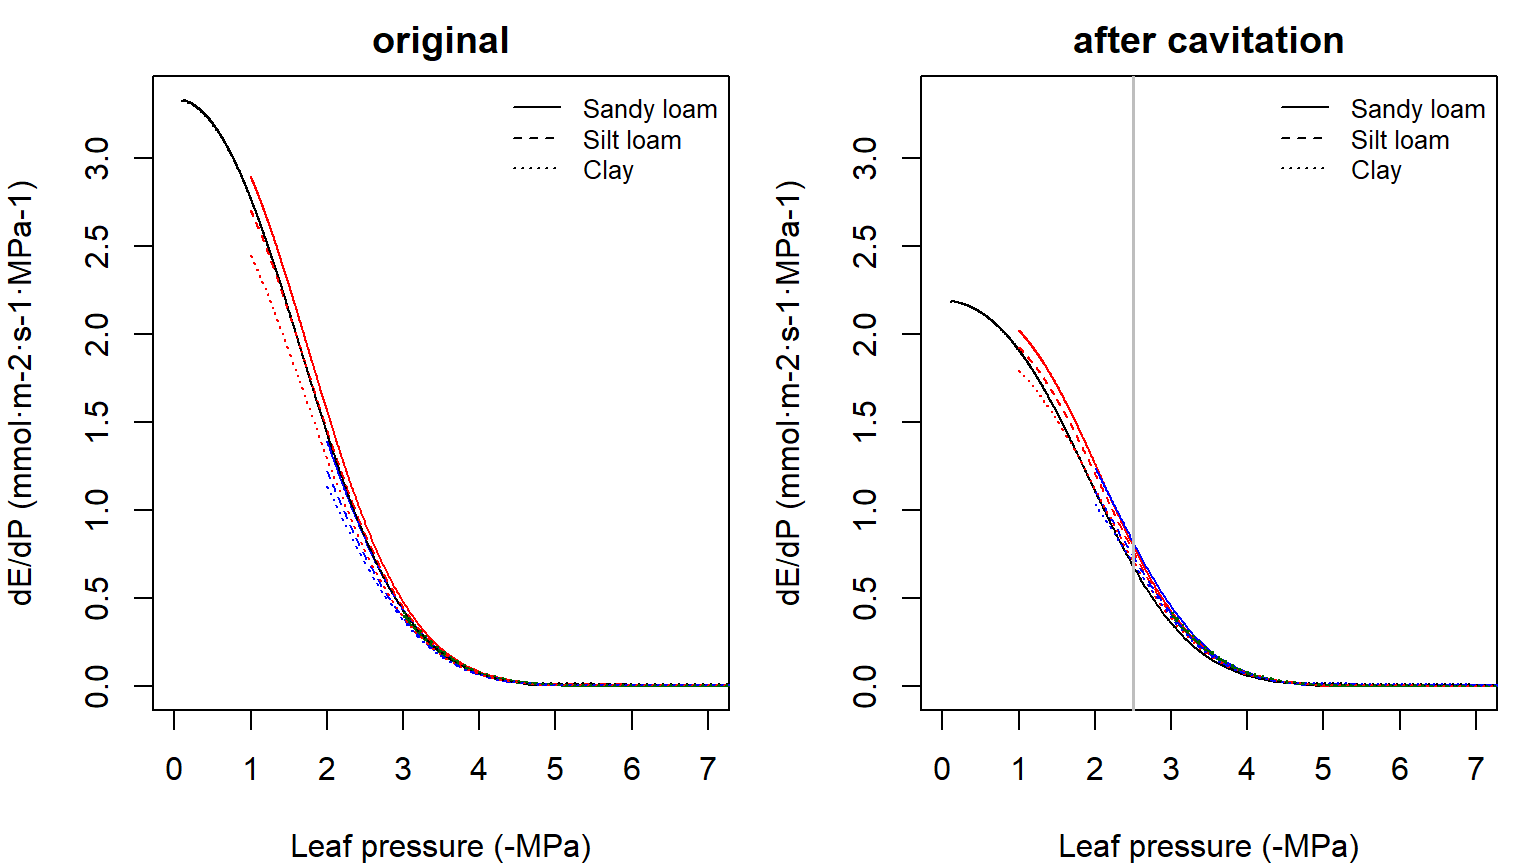 original
Sandy loam
Silt loam
Clay
dE/dP (mmol·m-2·s-1·MPa-1)
3.0
2.5
2.0
1.5
1.0
0.5
0.0
0 1 2 3 4 5 6 7
Leaf pressure (-MPa)
after cavitation
Sandy loam
Silt loam
Clay
dE/dP (mmol·m-2·s-1·MPa-1)
3.0
2.5
2.0
1.5
1.0
0.5
0.0
0 1 2 3 4 5 6 7
Leaf pressure (-MPa)